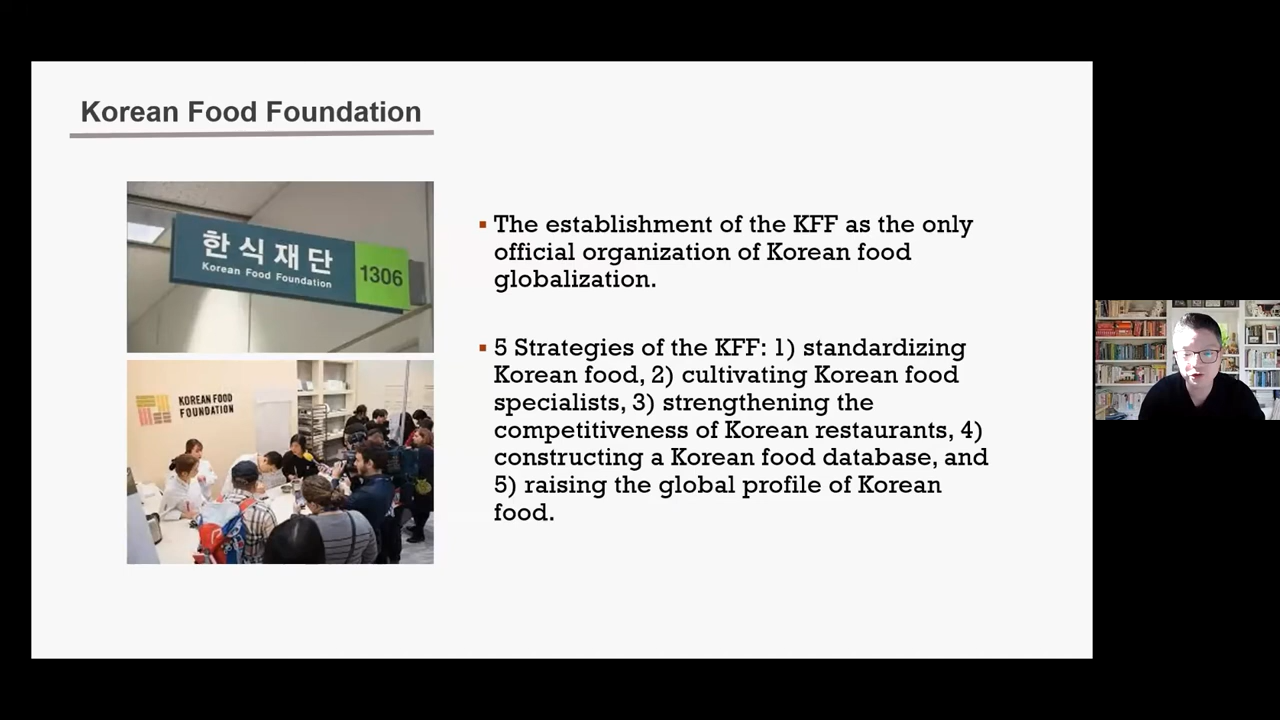 Korean Food Foundation
한식재단
Korean Food Foundation
1306
KOREAN FOOD
FOUNDATION
▪ The establishment of the KFF as the only
official organization of Korean food
globalization.
▪ 5 Strategies of the KFF: 1) standardizing
Korean food, 2) cultivating Korean food
specialists, 3) strengthening the
competitiveness of Korean restaurants, 4)
constructing a Korean food database, and
5) raising the global profile of Korean
food.